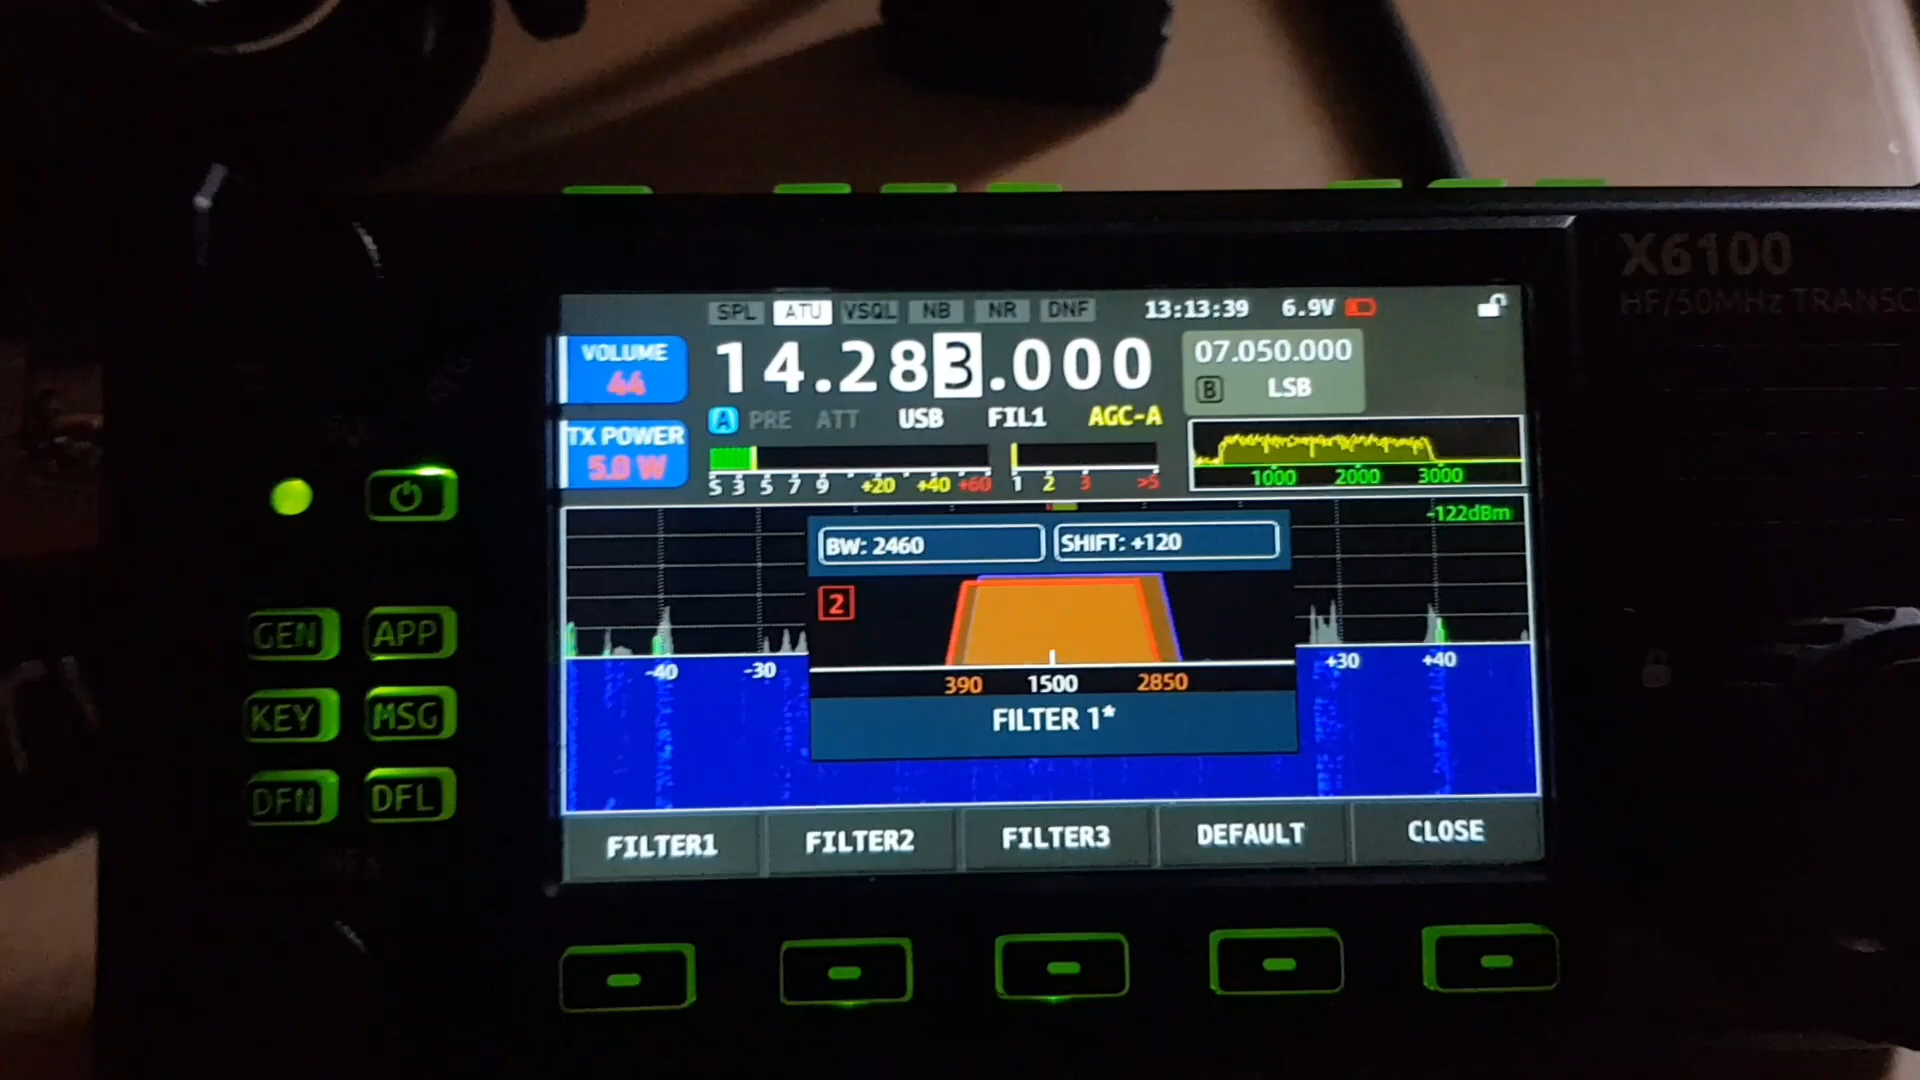 X6100
HF/50MHz TRANSC
SPL ATU VSQL NB NR DNF 13:13:39 6.9V
VOLUME
44
14.283.000
07.050.000
B LSB
A PRE ATT USB FIL1 AGC-A
TX POWER
5.0 W
S 3 5 7 9 +20 +40 +60 1 2 3 >5
1000 2000 3000
-122dBm
BW: 2460 SHIFT: +120
2
-40 -30 +30 +40
390 1500 2850
FILTER 1*
FILTER1 FILTER2 FILTER3 DEFAULT CLOSE
GEN APP
KEY MSG
DFN DFL